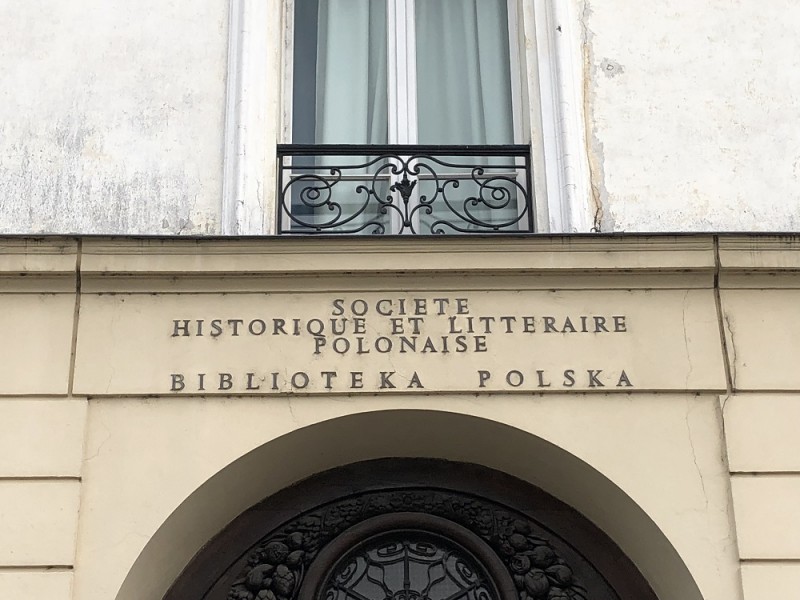 SOCIETE
HISTORIQUE ET LITTERAIRE
POLONAISE
BIBLIOTEKA POLSKA